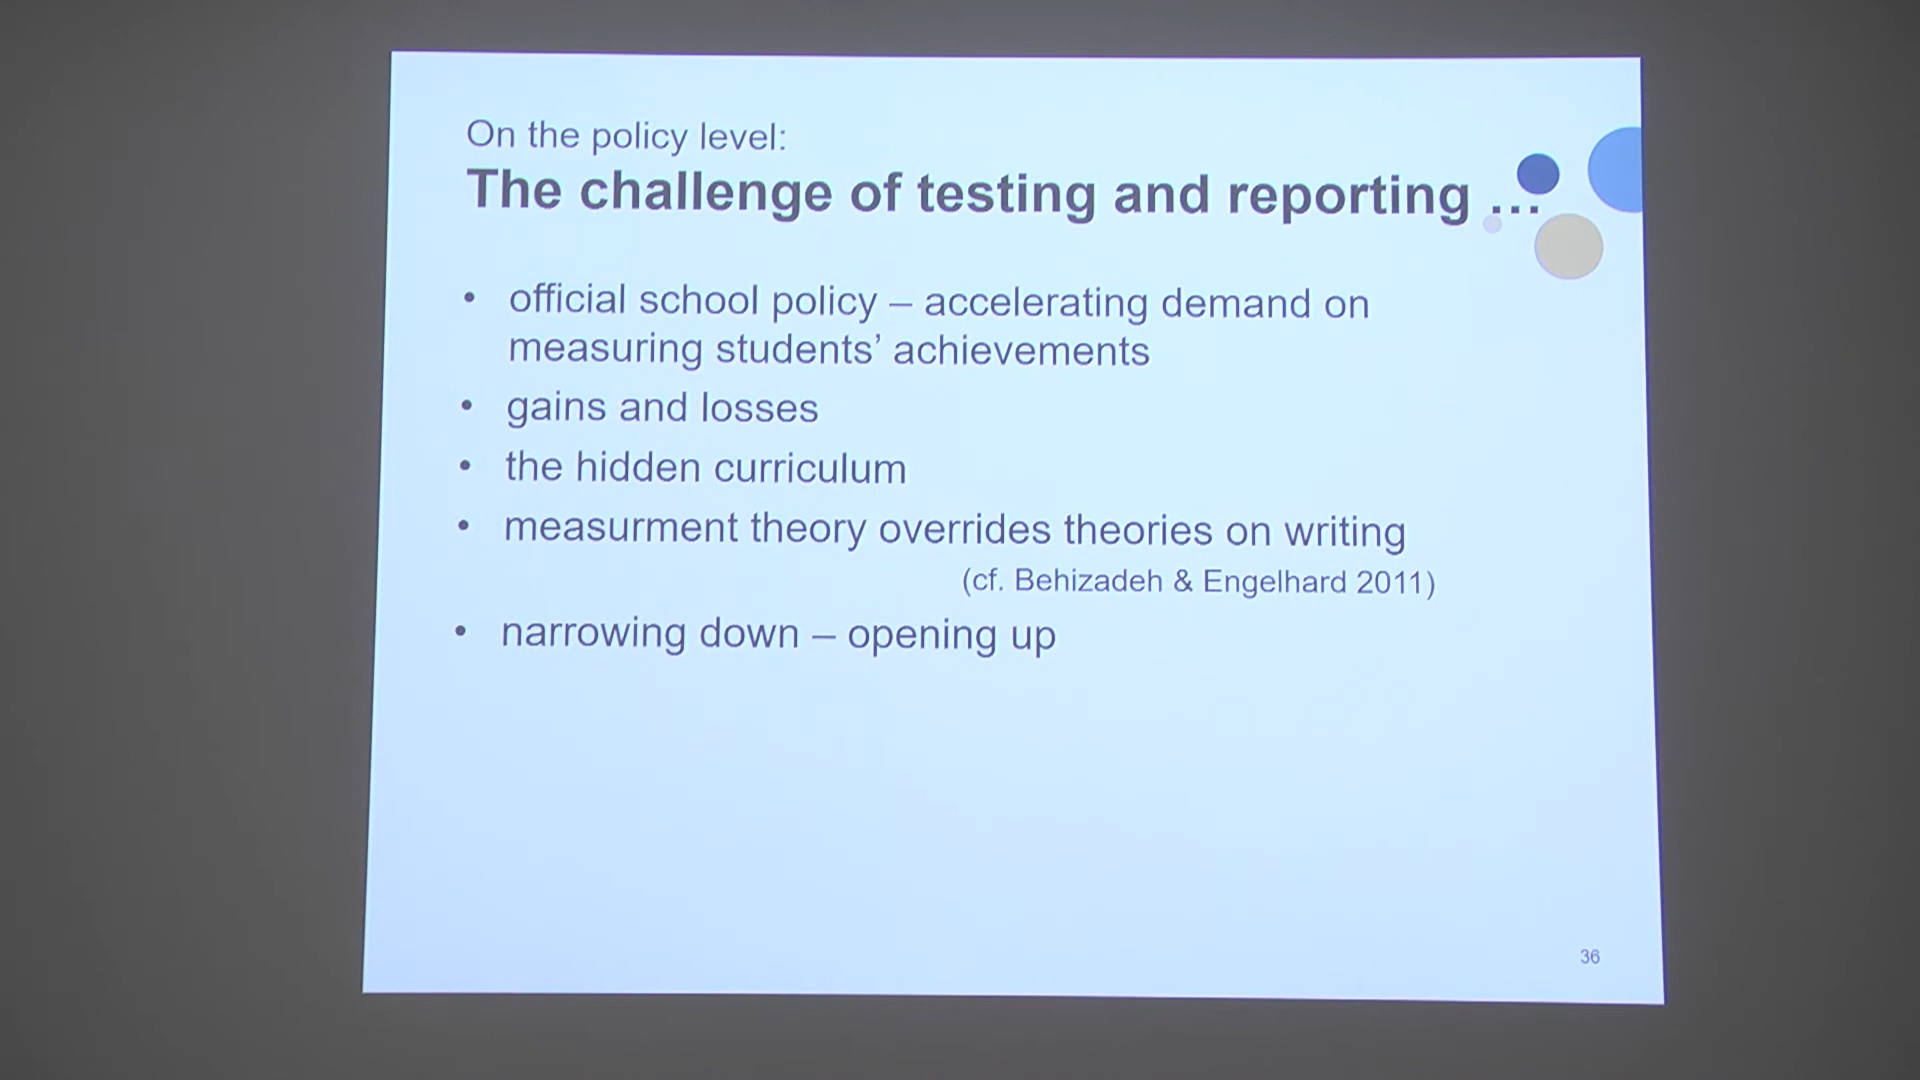 On the policy level:
The challenge of testing and reporting ...
• official school policy – accelerating demand on
measuring students’ achievements
• gains and losses
• the hidden curriculum
• measurment theory overrides theories on writing
(cf. Behizadeh & Engelhard 2011)
• narrowing down – opening up
36